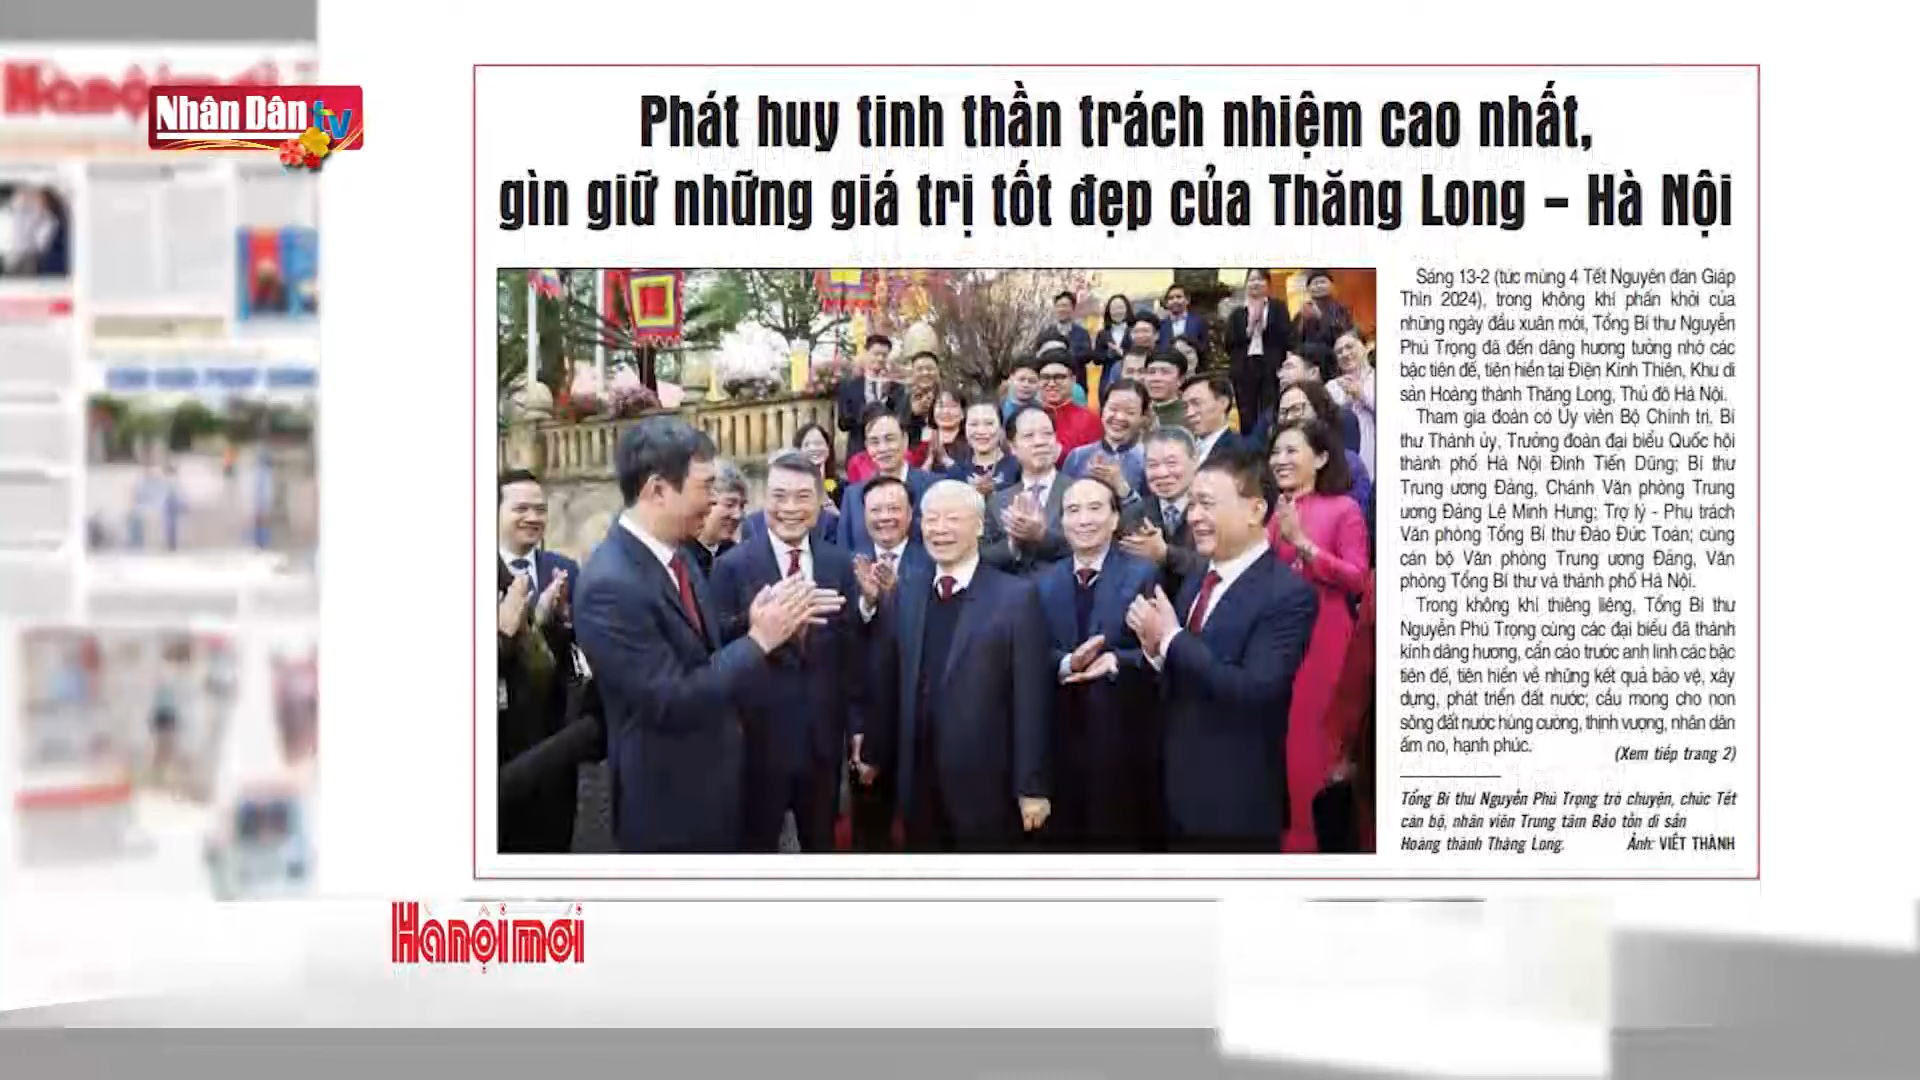 Hànộimới
Nhân Dân tv
Phát huy tinh thần trách nhiệm cao nhất,
gìn giữ những giá trị tốt đẹp của Thăng Long – Hà Nội
Sáng 13-2 (tức mùng 4 Tết Nguyên đán Giáp
Thìn 2024), trong không khí phấn khởi của
những ngày đầu xuân mới, Tổng Bí thư Nguyễn
Phú Trọng đã đến dâng hương tưởng nhớ các
bậc tiên đế, tiên hiền tại Điện Kính Thiên, Khu di
sản Hoàng thành Thăng Long, Thủ đô Hà Nội.
Tham gia đoàn có Ủy viên Bộ Chính trị, Bí
thư Thành ủy, Trưởng đoàn đại biểu Quốc hội
thành phố Hà Nội Đinh Tiến Dũng; Bí thư
Trung ương Đảng, Chánh Văn phòng Trung
ương Đảng Lê Minh Hưng; Trợ lý - Phụ trách
Văn phòng Tổng Bí thư Đào Đức Toàn; cùng
cán bộ Văn phòng Trung ương Đảng, Văn
phòng Tổng Bí thư và thành phố Hà Nội.
Trong không khí thiêng liêng, Tổng Bí thư
Nguyễn Phú Trọng cùng các đại biểu đã thành
kính dâng hương, cẩn cáo trước anh linh các bậc
tiên đế, tiên hiền về những kết quả bảo vệ, xây
dựng, phát triển đất nước; cầu mong cho non
sông đất nước hùng cường, thịnh vượng, nhân dân
ấm no, hạnh phúc.
(Xem tiếp trang 2)
Tổng Bí thư Nguyễn Phú Trọng trò chuyện, chúc Tết
cán bộ, nhân viên Trung tâm Bảo tồn di sản
Hoàng thành Thăng Long. Ảnh: VIẾT THÀNH
Hànộimới